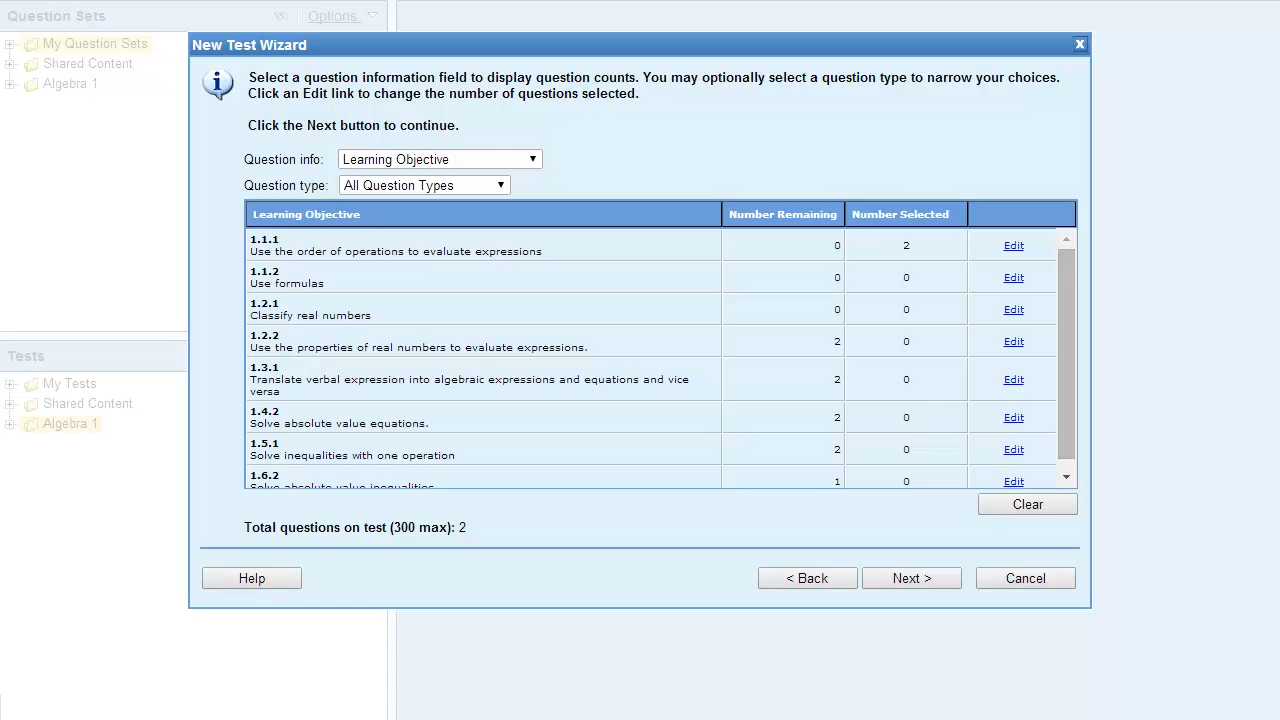 Question Sets
Options
My Question Sets
Shared Content
Algebra 1
Tests
My Tests
Shared Content
Algebra 1
New Test Wizard
x
Select a question information field to display question counts. You may optionally select a question type to narrow your choices.
Click an Edit link to change the number of questions selected.
Click the Next button to continue.
Question info: Learning Objective
Question type: All Question Types
Learning Objective Number Remaining Number Selected
1.1.1
Use the order of operations to evaluate expressions 0 2 Edit
1.1.2
Use formulas 0 0 Edit
1.2.1
Classify real numbers 0 0 Edit
1.2.2
Use the properties of real numbers to evaluate expressions. 2 0 Edit
1.3.1
Translate verbal expression into algebraic expressions and equations and vice
versa 2 0 Edit
1.4.2
Solve absolute value equations. 2 0 Edit
1.5.1
Solve inequalities with one operation 2 0 Edit
1.6.2
Solve absolute value inequalities 1 0 Edit
Clear
Total questions on test (300 max): 2
Help
< Back
Next >
Cancel